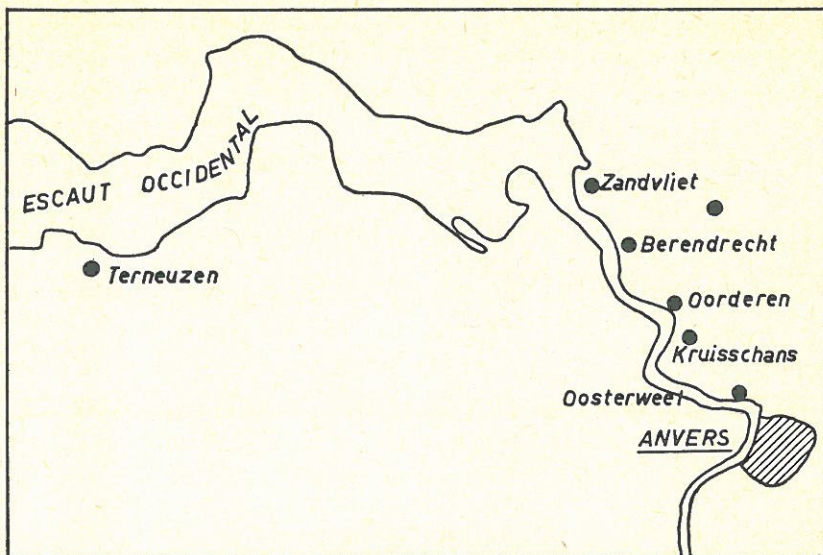 ESCAUT OCCIDENTAL
Zandvliet
Berendrecht
Terneuzen
Oorderen
Kruisschans
Oosterweel
ANVERS